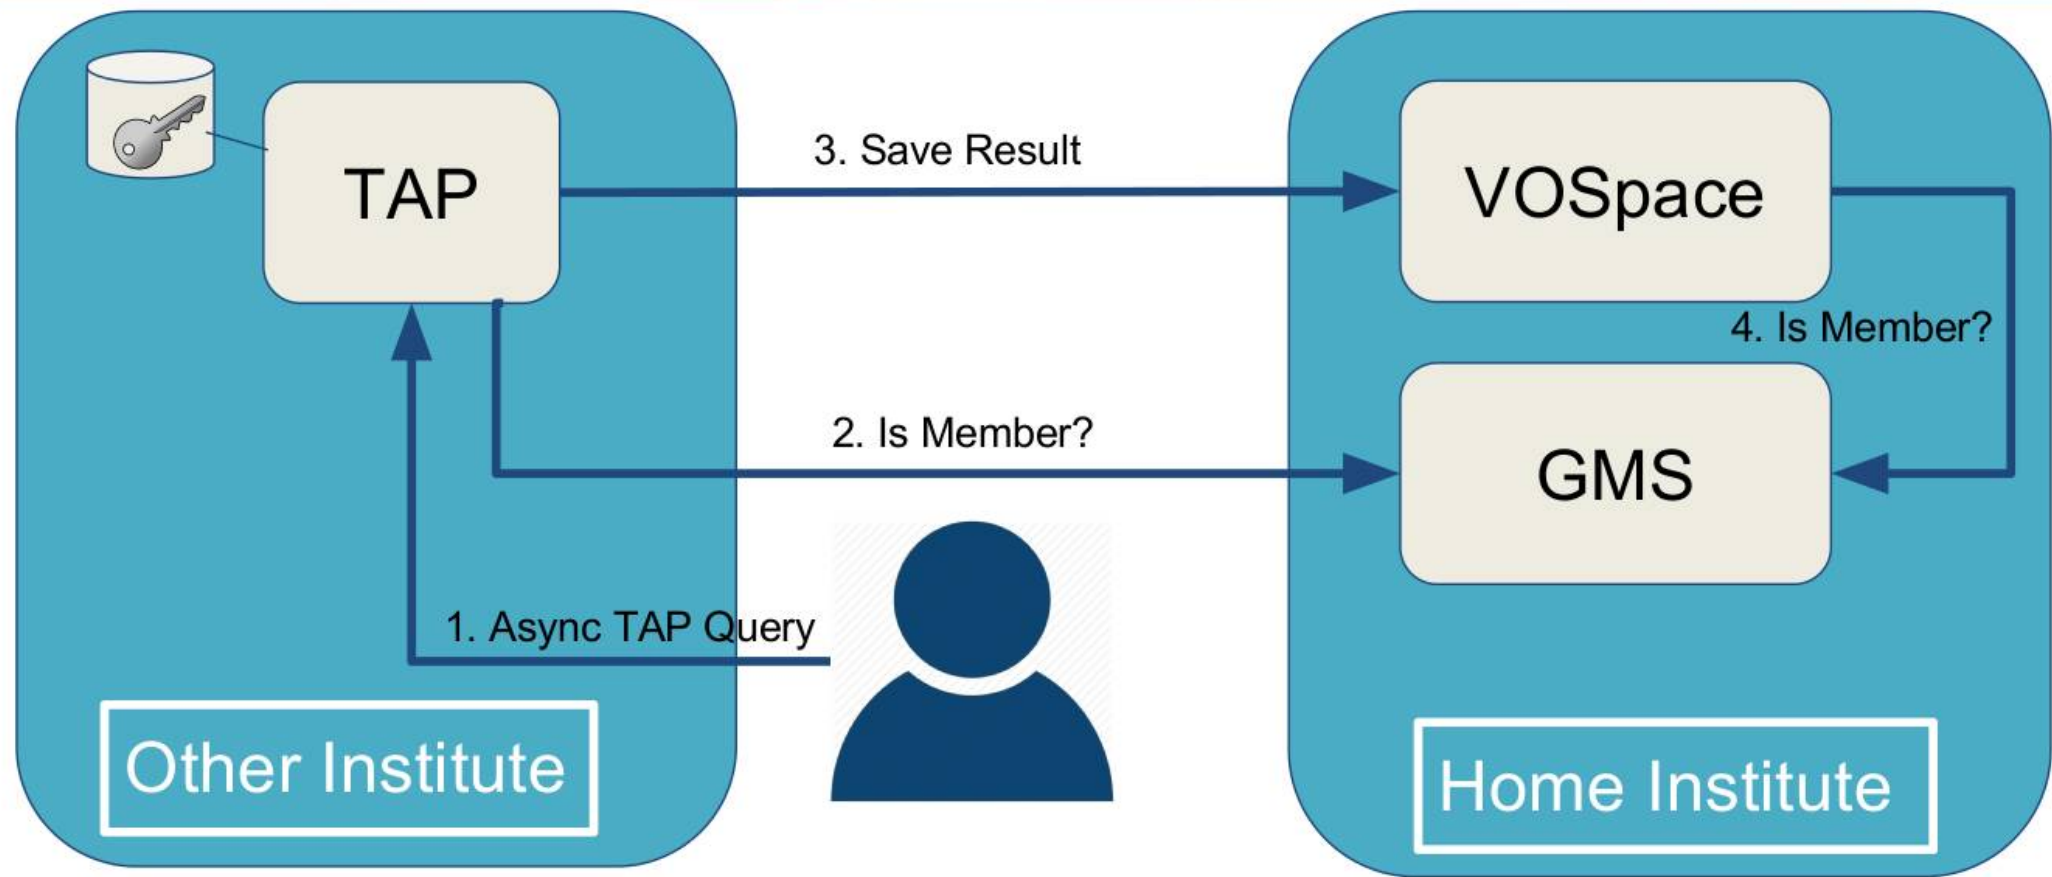 TAP
3. Save Result
VOSpace
4. Is Member?
2. Is Member?
GMS
1. Async TAP Query
Other Institute
Home Institute